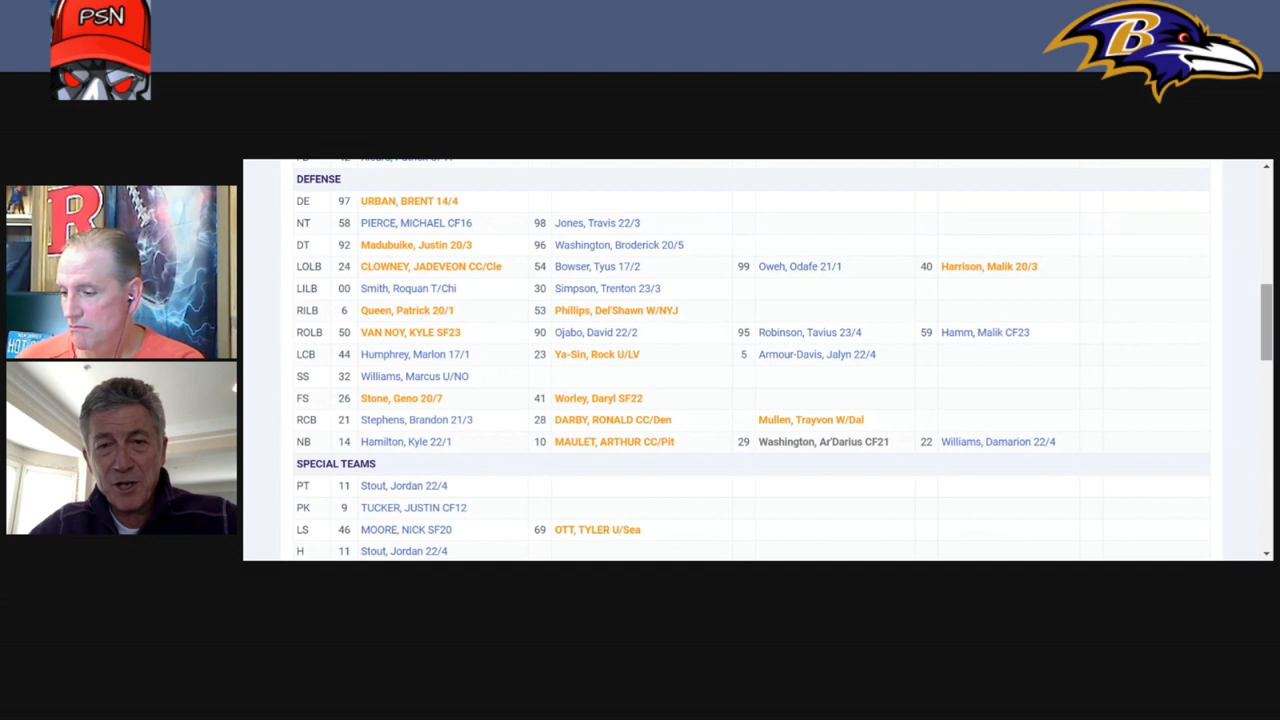 PSN
B
R
HOT
DEFENSE
DE 97 URBAN, BRENT 14/4
NT 58 PIERCE, MICHAEL CF16 98 Jones, Travis 22/3
DT 92 Madubuike, Justin 20/3 96 Washington, Broderick 20/5
LOLB 24 CLOWNEY, JADEVEON CC/Cle 54 Bowser, Tyus 17/2 99 Oweh, Odafe 21/1 40 Harrison, Malik 20/3
LILB 00 Smith, Roquan T/Chi 30 Simpson, Trenton 23/3
RILB 6 Queen, Patrick 20/1 53 Phillips, Del'Shawn W/NYJ
ROLB 50 VAN NOY, KYLE SF23 90 Ojabo, David 22/2 95 Robinson, Tavius 23/4 59 Hamm, Malik CF23
LCB 44 Humphrey, Marlon 17/1 23 Ya-Sin, Rock U/LV 5 Armour-Davis, Jalyn 22/4
SS 32 Williams, Marcus U/NO
FS 26 Stone, Geno 20/7 41 Worley, Daryl SF22
RCB 21 Stephens, Brandon 21/3 28 DARBY, RONALD CC/Den Mullen, Trayvon W/Dal
NB 14 Hamilton, Kyle 22/1 10 MAULET, ARTHUR CC/Pit 29 Washington, Ar'Darius CF21 22 Williams, Damarion 22/4
SPECIAL TEAMS
PT 11 Stout, Jordan 22/4
PK 9 TUCKER, JUSTIN CF12
LS 46 MOORE, NICK SF20 69 OTT, TYLER U/Sea
H 11 Stout, Jordan 22/4